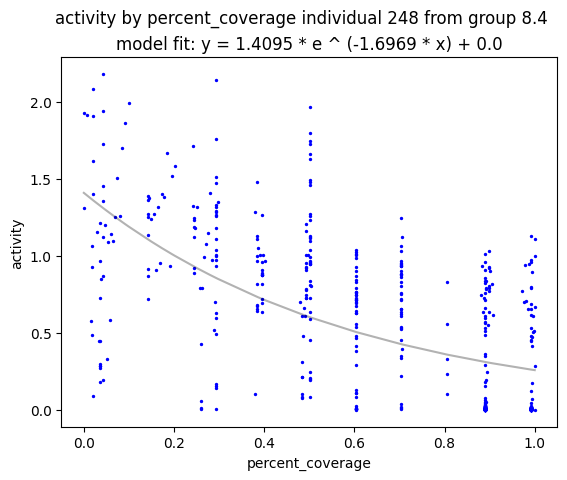 activity by percent_coverage individual 248 from group 8.4
model fit: y = 1.4095 * e ^ (-1.6969 * x) + 0.0
2.0
1.5
1.0
0.5
0.0
activity
0.0 0.2 0.4 0.6 0.8 1.0
percent_coverage